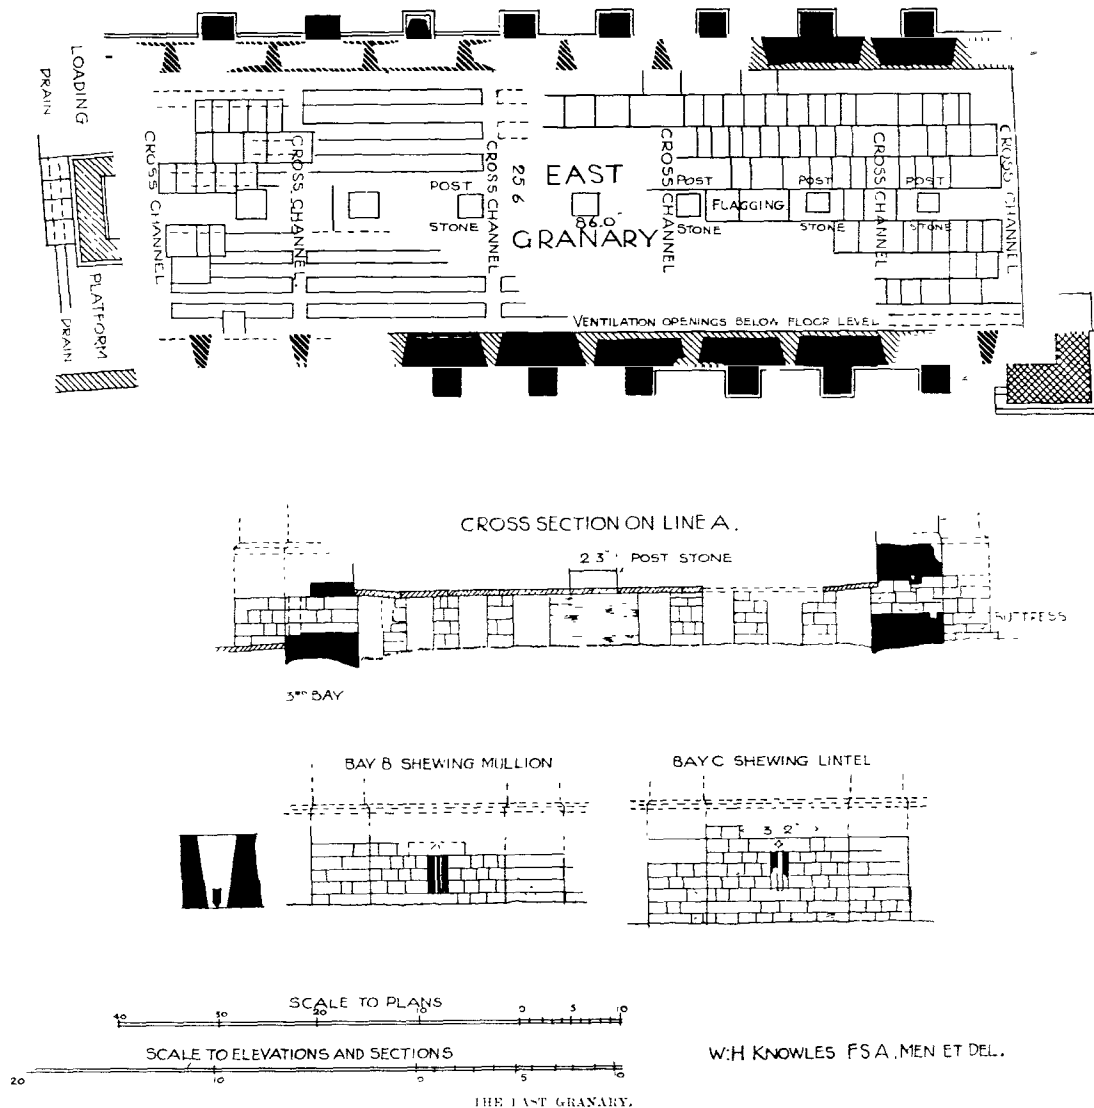 LOADING
DRAIN
PLATFORM
DRAIN
CROSS CHANNEL
CROSS CHANNEL.
CROSS CHANNEL
CROSS CHANNEL
CROSS CHANNEL
CROSS CHANNEL
POST
STONE
25 6
EAST
86.0"
GRANARY
POST
STONE
FLAGGING
POST
STONE
POST
STONE
VENTILATION OPENINGS BELOW FLOOR LEVEL
CROSS SECTION ON LINE A.
2 3" POST STONE
BUTTRESS
3RD BAY
BAY B SHEWING MULLION
BAY C SHEWING LINTEL
3 2"
SCALE TO PLANS
40 30 20 10 0 5 10
SCALE TO ELEVATIONS AND SECTIONS
20 10 0 5 10
W:H KNOWLES FSA, MEN ET DEL.
THE EAST GRANARY.